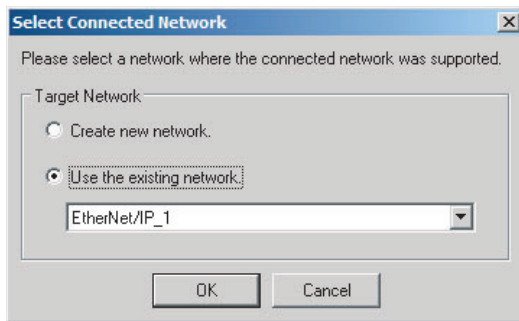 Select Connected Network
Please select a network where the connected network was supported.
Target Network
Create new network.
Use the existing network.
EtherNet/IP_1
OK
Cancel